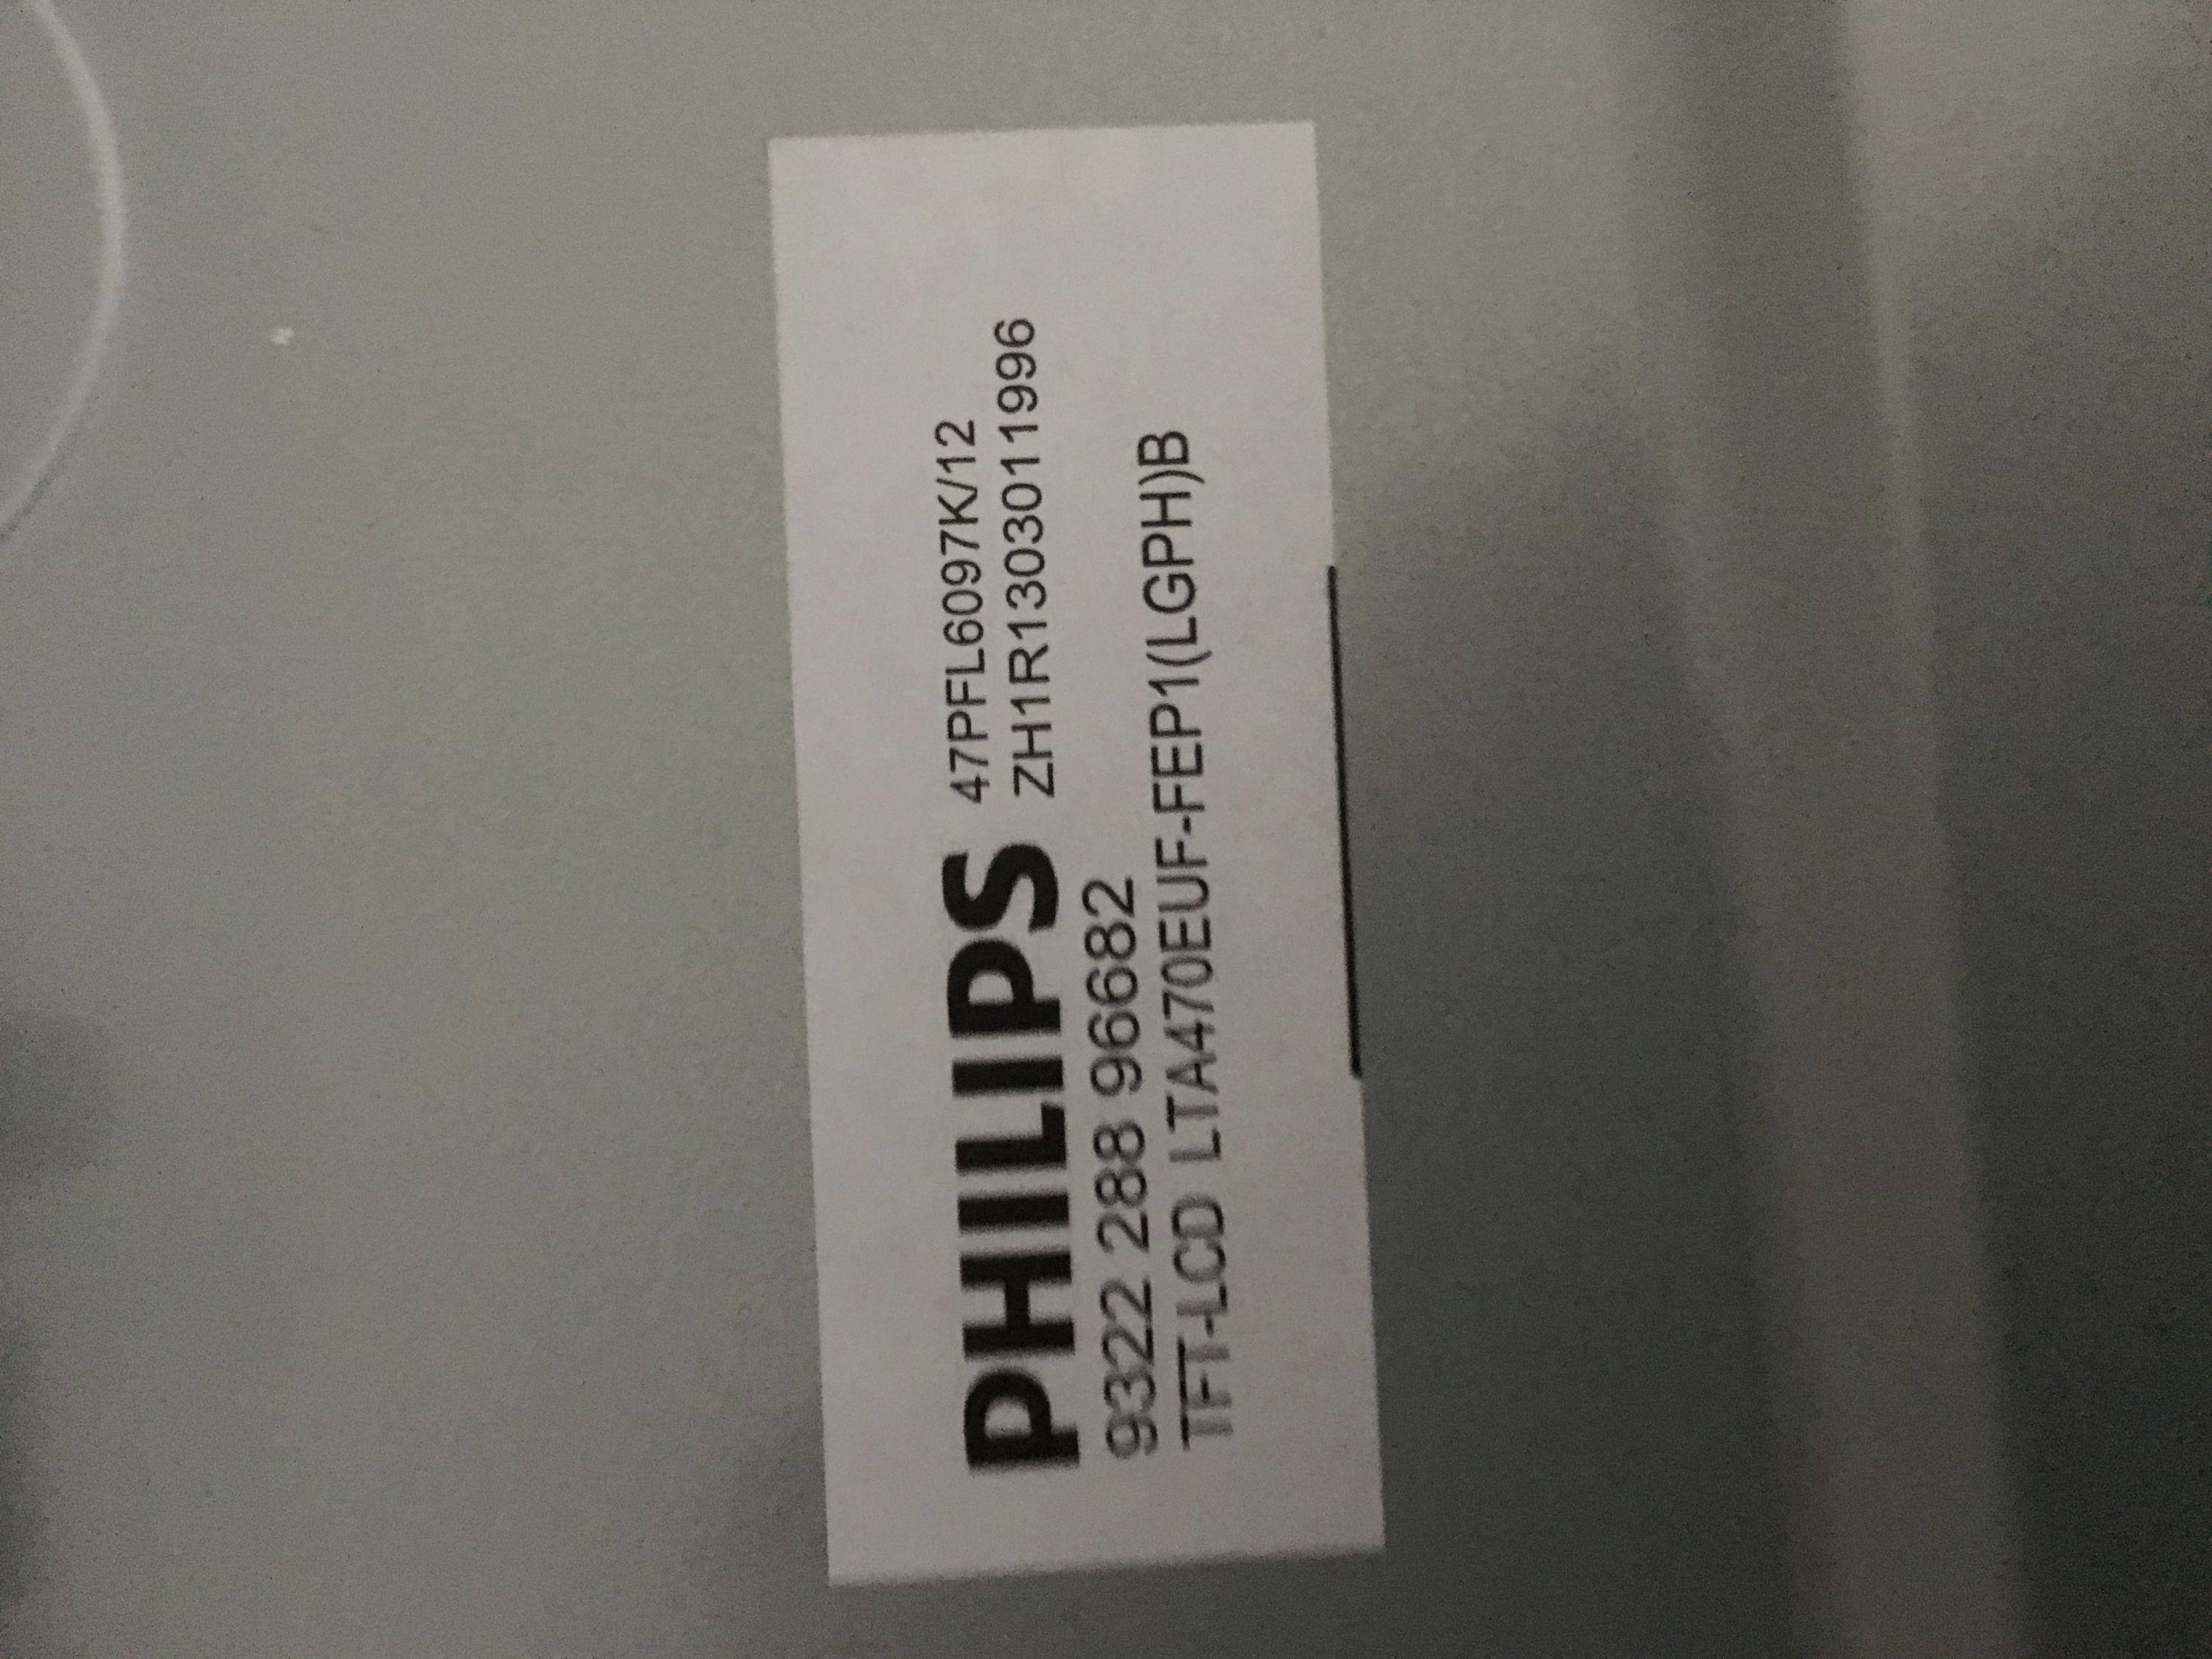 PHILIPS 47PFL6097K/12
ZH1R1303011996
9322 288 96682
TFT-LCD LTA470EUF-FEP1(LGPH)B